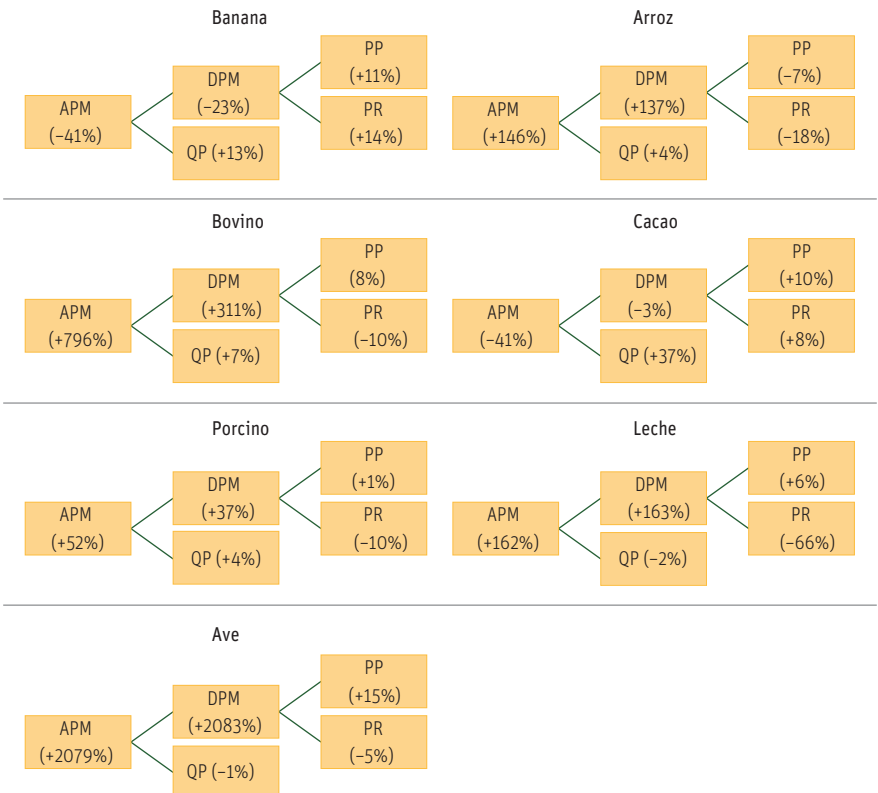 Banana
APM
(–41%)
DPM
(–23%)
QP (+13%)
PP
(+11%)
PR
(+14%)
Arroz
APM
(+146%)
DPM
(+137%)
QP (+4%)
PP
(–7%)
PR
(–18%)
Bovino
APM
(+796%)
DPM
(+311%)
QP (+7%)
PP
(8%)
PR
(–10%)
Cacao
APM
(–41%)
DPM
(–3%)
QP (+37%)
PP
(+10%)
PR
(+8%)
Porcino
APM
(+52%)
DPM
(+37%)
QP (+4%)
PP
(+1%)
PR
(–10%)
Leche
APM
(+162%)
DPM
(+163%)
QP (–2%)
PP
(+6%)
PR
(–66%)
Ave
APM
(+2079%)
DPM
(+2083%)
QP (–1%)
PP
(+15%)
PR
(–5%)